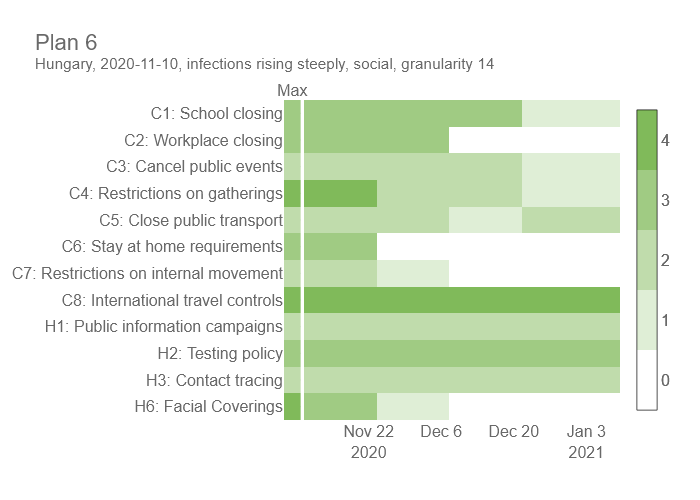 Plan 6
Hungary, 2020-11-10, infections rising steeply, social, granularity 14
Max
C1: School closing
C2: Workplace closing
C3: Cancel public events
C4: Restrictions on gatherings
C5: Close public transport
C6: Stay at home requirements
C7: Restrictions on internal movement
C8: International travel controls
H1: Public information campaigns
H2: Testing policy
H3: Contact tracing
H6: Facial Coverings
4
3
2
1
0
Nov 22 Dec 6 Dec 20 Jan 3
2020 2021